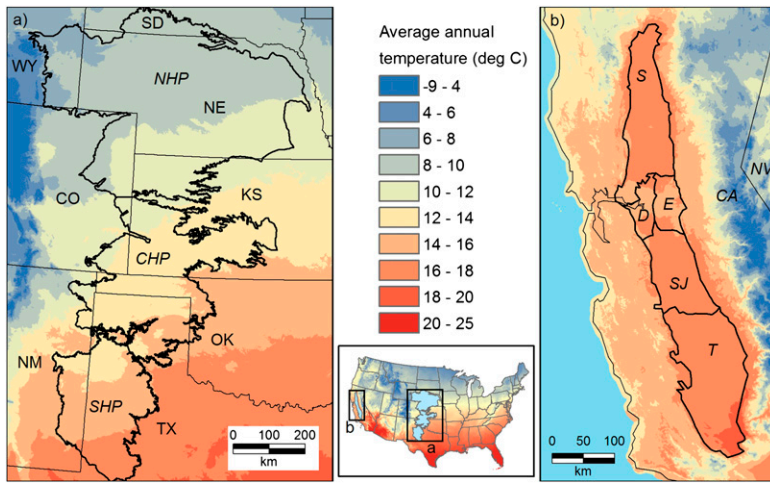 a)
SD
WY
NHP
NE
CO
KS
CHP
NM
OK
SHP
TX
0 100 200
km
Average annual
temperature (deg C)
-9 - 4
4 - 6
6 - 8
8 - 10
10 - 12
12 - 14
14 - 16
16 - 18
18 - 20
20 - 25
b
a
b)
S
NV
CA
D
E
SJ
T
0 50 100
km